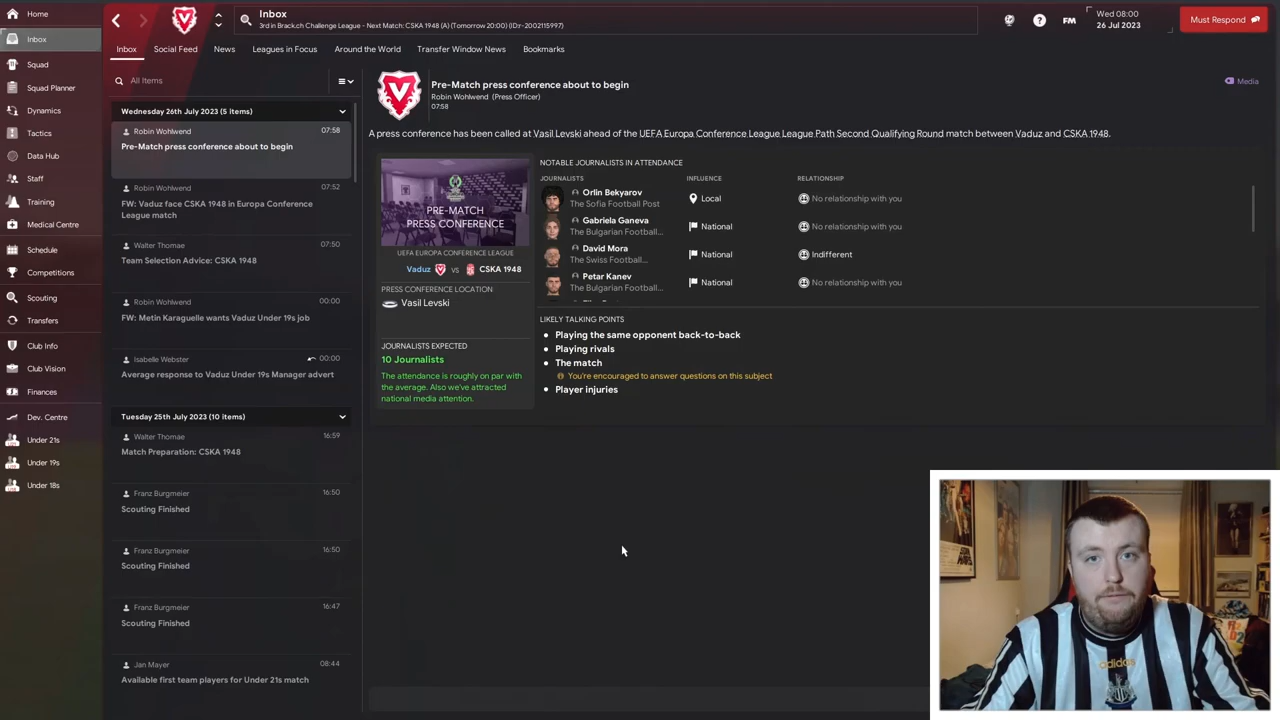 Home
Inbox
Squad
Squad Planner
Dynamics
Tactics
Data Hub
Staff
Training
Medical Centre
Schedule
Competitions
Scouting
Transfers
Club Info
Club Vision
Finances
Dev. Centre
Under 21s
Under 19s
Under 18s
Inbox
3rd in Brack.ch Challenge League - Next Match: CSKA 1948 (A) (Tomorrow 20:00) (ID:r-2002115997)
FM
Wed 08:00
26 Jul 2023
Must Respond
Inbox Social Feed News Leagues in Focus Around the World Transfer Window News Bookmarks
All Items
Wednesday 26th July 2023 (5 items)
Robin Wohlwend 07:58
Pre-Match press conference about to begin
Robin Wohlwend 07:52
FW: Vaduz face CSKA 1948 in Europa Conference
League match
Walter Thomae 07:50
Team Selection Advice: CSKA 1948
Robin Wohlwend 00:00
FW: Metin Karaguelle wants Vaduz Under 19s job
Isabelle Webster 00:00
Average response to Vaduz Under 19s Manager advert
Tuesday 25th July 2023 (10 items)
Walter Thomae 16:59
Match Preparation: CSKA 1948
Franz Burgmeier 16:50
Scouting Finished
Franz Burgmeier 16:50
Scouting Finished
Franz Burgmeier 16:47
Scouting Finished
Jan Mayer 08:44
Available first team players for Under 21s match
Pre-Match press conference about to begin
Robin Wohlwend (Press Officer)
07:58
Media
A press conference has been called at Vasil Levski ahead of the UEFA Europa Conference League League Path Second Qualifying Round match between Vaduz and CSKA 1948.
PRE-MATCH
PRESS CONFERENCE
UEFA EUROPA CONFERENCE LEAGUE
Vaduz VS CSKA 1948
PRESS CONFERENCE LOCATION
Vasil Levski
JOURNALISTS EXPECTED
10 Journalists
The attendance is roughly on par with
the average. Also we've attracted
national media attention.
NOTABLE JOURNALISTS IN ATTENDANCE
JOURNALISTS INFLUENCE RELATIONSHIP
Orlin Bekyarov
The Sofia Football Post
Local No relationship with you
Gabriela Ganeva
The Bulgarian Football...
National No relationship with you
David Mora
The Swiss Football...
National Indifferent
Petar Kanev
The Bulgarian Football...
National No relationship with you
LIKELY TALKING POINTS
Playing the same opponent back-to-back
Playing rivals
The match
You're encouraged to answer questions on this subject
Player injuries
adidas